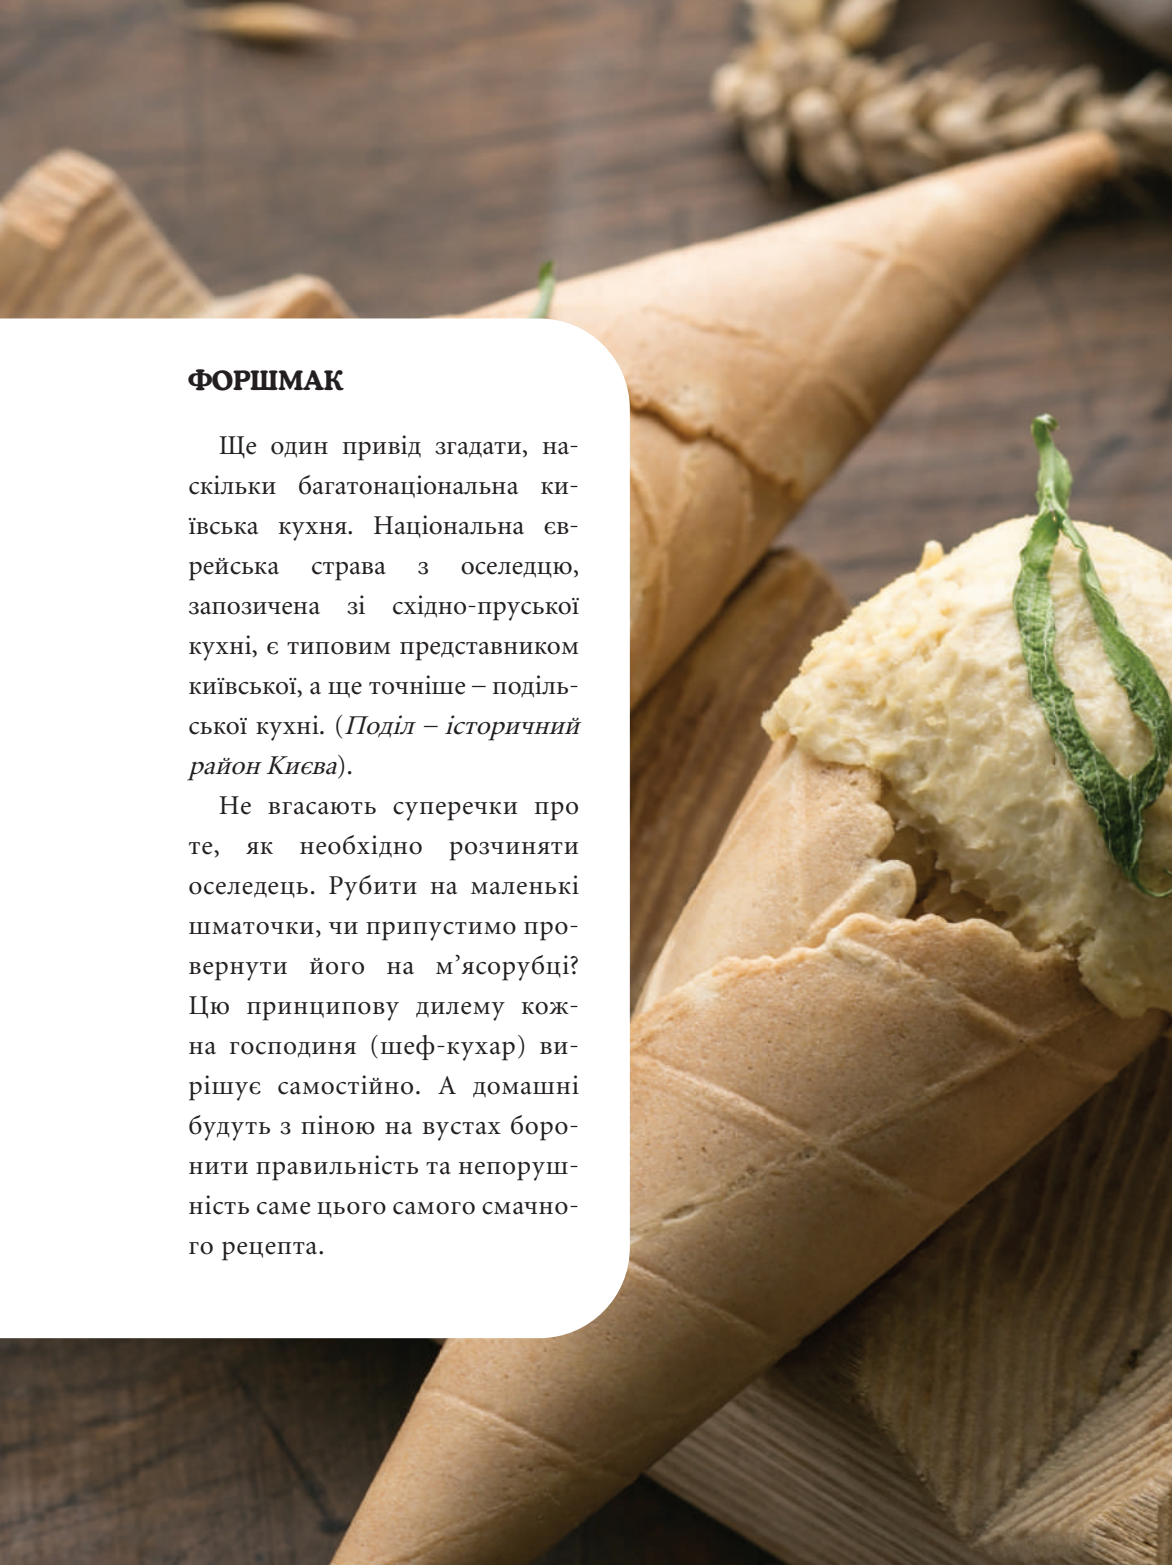 ФОРШМАК
Ще один привід згадати, на-
скільки багатонаціональна ки-
ївська кухня. Національна єв-
рейська страва з оселедцю,
запозичена зі східно-пруської
кухні, є типовим представником
київської, а ще точніше – поділь-
ської кухні. (Поділ – історичний
район Києва).
Не вгасають суперечки про
те, як необхідно розчиняти
оселедець. Рубити на маленькі
шматочки, чи припустимо про-
вернути його на м’ясорубці?
Цю принципову дилему кож-
на господиня (шеф-кухар) ви-
рішує самостійно. А домашні
будуть з піною на вустах боро-
нити правильність та непоруш-
ність саме цього самого смачно-
го рецепта.